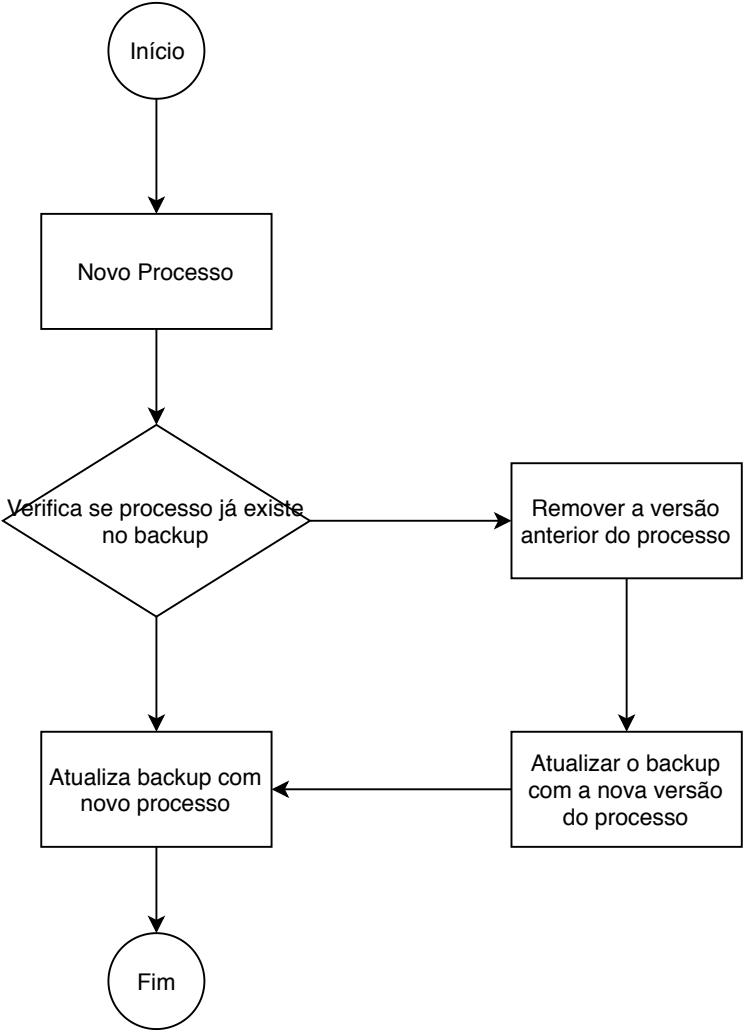 Início
Novo Processo
Verifica se processo já existe
no backup
Remover a versão
anterior do processo
Atualiza backup com
novo processo
Atualizar o backup
com a nova versão
do processo
Fim